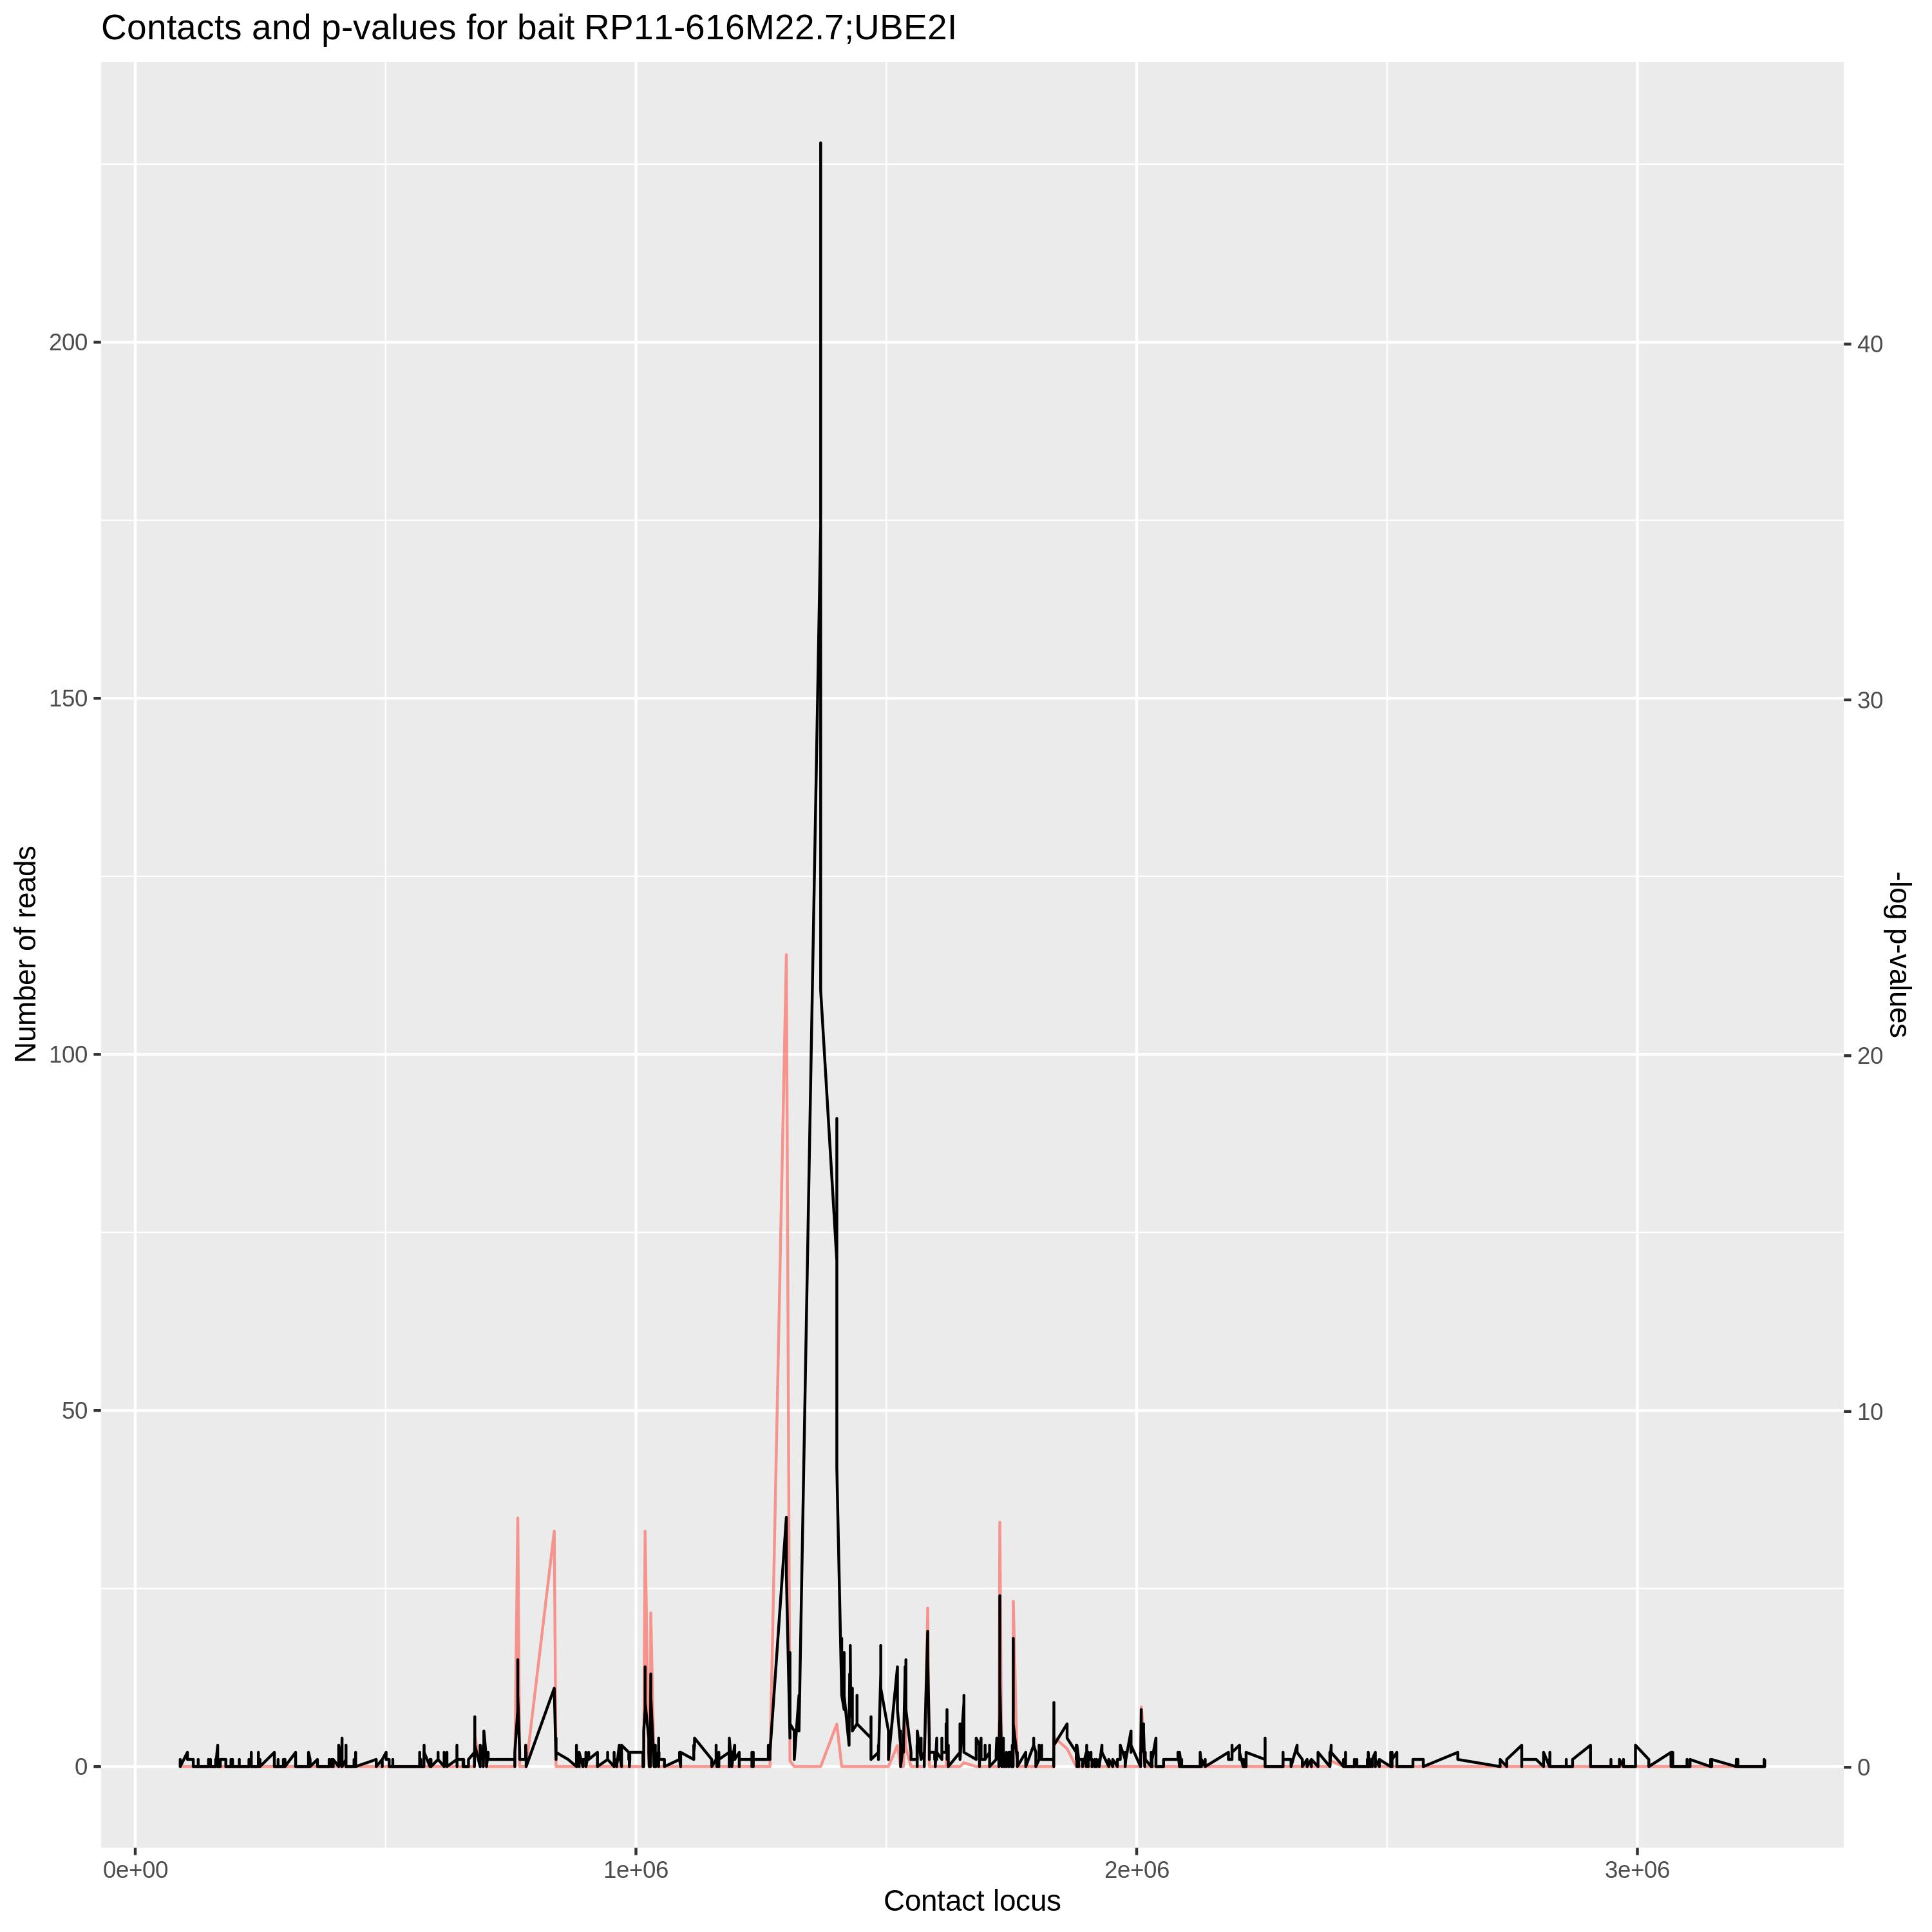 Contacts and p-values for bait RP11-616M22.7;UBE2I
Number of reads
200
150
100
50
0
40
30
20
10
0
-log p-values
0e+00 1e+06 2e+06 3e+06
Contact locus